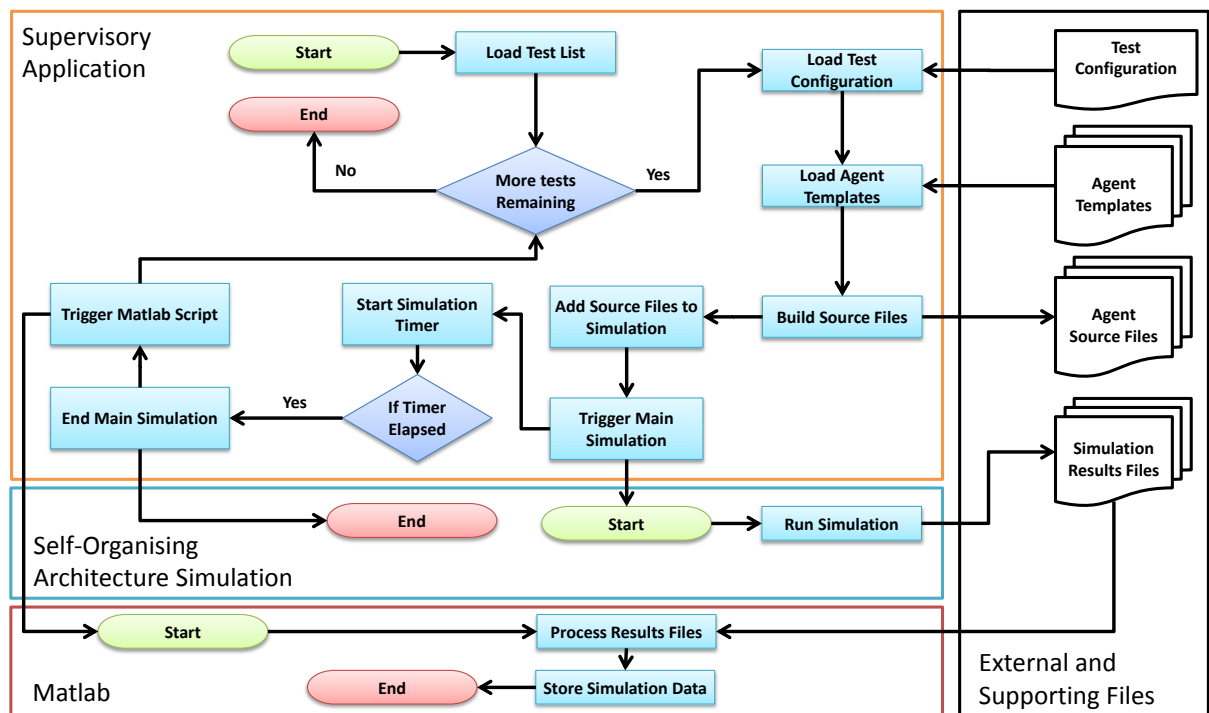 Supervisory
Application
Start
Load Test List
Load Test
Configuration
Test
Configuration
End
No
More tests
Remaining
Yes
Load Agent
Templates
Agent
Templates
Trigger Matlab Script
Start Simulation
Timer
Add Source Files to
Simulation
Build Source Files
Agent
Source Files
End Main Simulation
Yes
If Timer
Elapsed
Trigger Main
Simulation
Simulation
Results Files
Self-Organising
Architecture Simulation
End
Start
Run Simulation
Matlab
Start
Process Results Files
End
Store Simulation Data
External and
Supporting Files